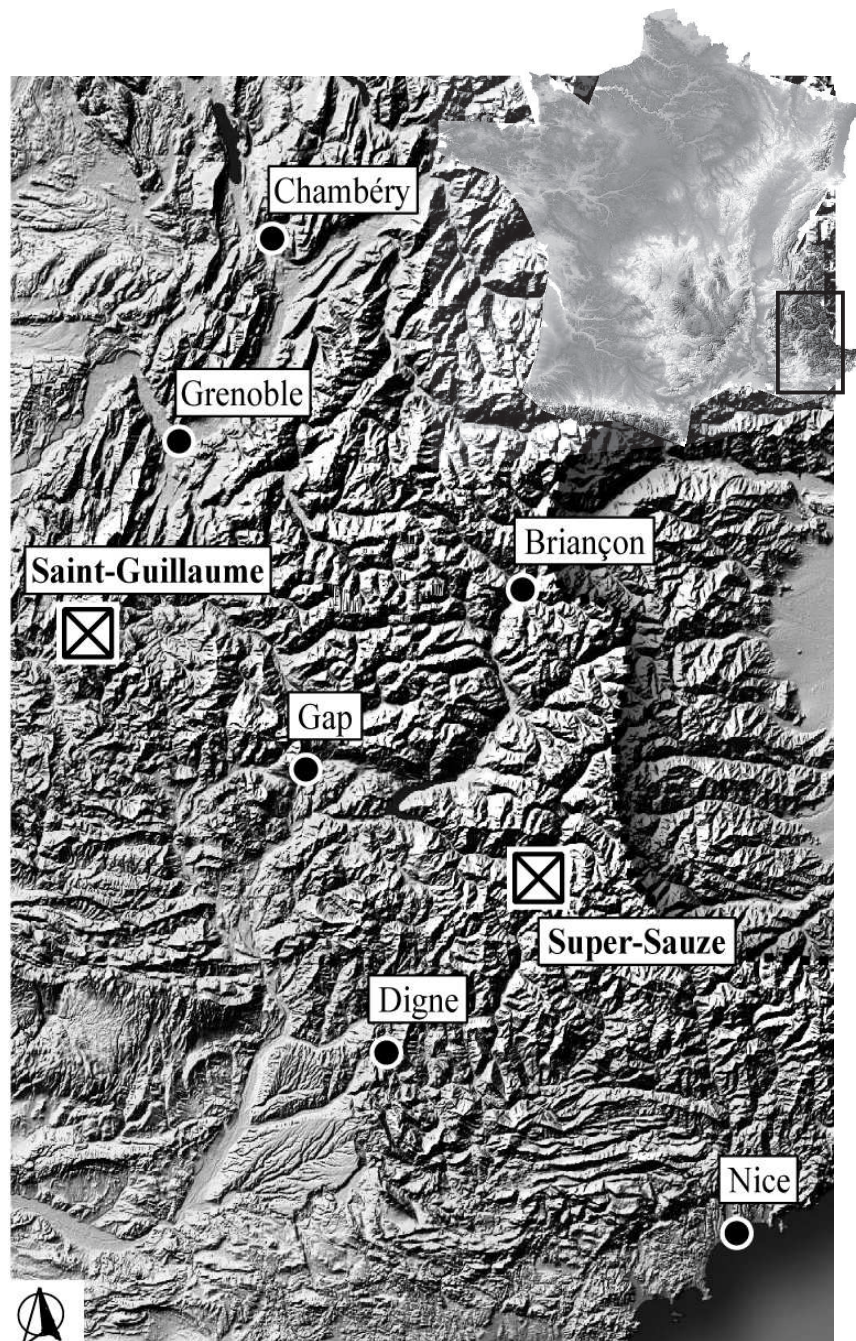 Chambéry
Grenoble
Briançon
Saint-Guillaume
Gap
Super-Sauze
Digne
Nice